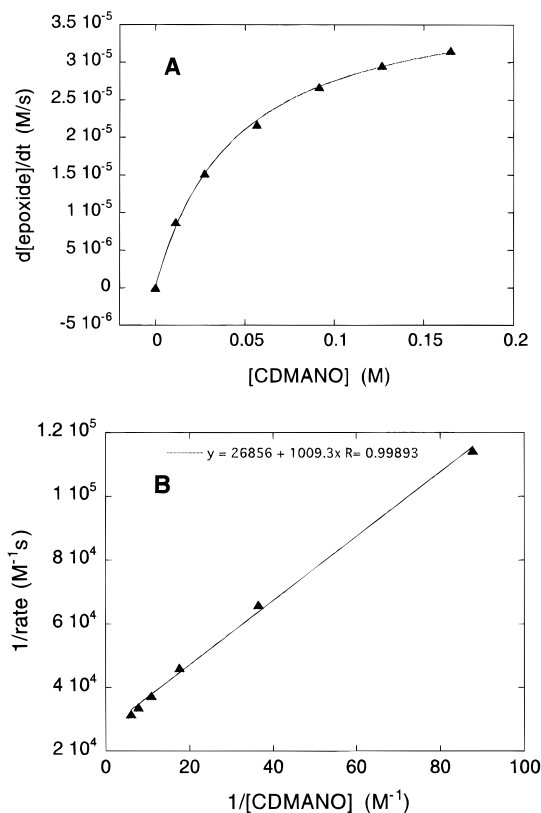 3.5 10⁻⁵
3 10⁻⁵
2.5 10⁻⁵
2 10⁻⁵
1.5 10⁻⁵
1 10⁻⁵
5 10⁻⁶
0
-5 10⁻⁶
d[epoxide]/dt (M/s)
A
0 0.05 0.1 0.15 0.2
[CDMANO] (M)
1.2 10⁵
1 10⁵
8 10⁴
6 10⁴
4 10⁴
2 10⁴
1/rate (M⁻¹s)
y = 26856 + 1009.3x R= 0.99893
B
0 20 40 60 80 100
1/[CDMANO] (M⁻¹)